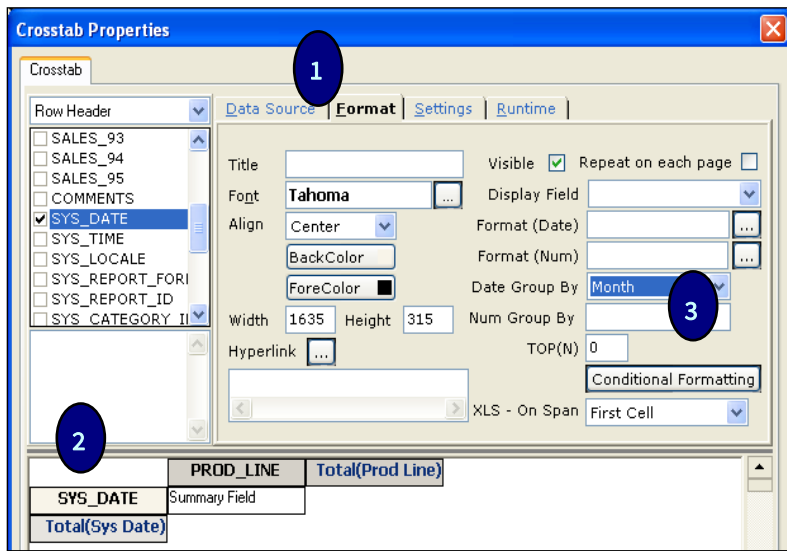 Crosstab Properties
Crosstab
1
Row Header
Data Source Format Settings Runtime
SALES_93
SALES_94
SALES_95
COMMENTS
SYS_DATE
SYS_TIME
SYS_LOCALE
SYS_REPORT_FORI
SYS_REPORT_ID
SYS_CATEGORY_I
Title
Visible Repeat on each page
Font Tahoma ...
Display Field
Align Center
Format (Date) ...
BackColor
Format (Num) ...
ForeColor
Date Group By Month
3
Width 1635 Height 315
Num Group By
Hyperlink ...
TOP(N) 0
Conditional Formatting
XLS - On Span First Cell
2
PROD_LINE Total(Prod Line)
SYS_DATE Summary Field
Total(Sys Date)